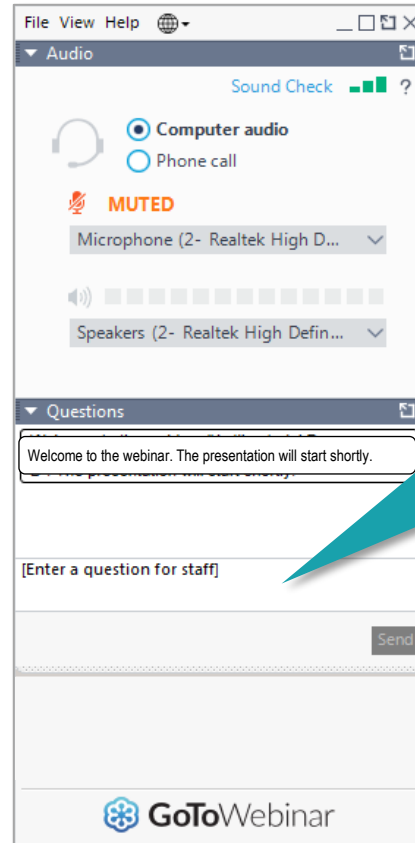 File View Help
Audio
Sound Check ?
Computer audio
Phone call
MUTED
Microphone (2- Realtek High D...
Speakers (2- Realtek High Defin...
Questions
Welcome to the webinar. The presentation will start shortly.
[Enter a question for staff]
Send
GoToWebinar